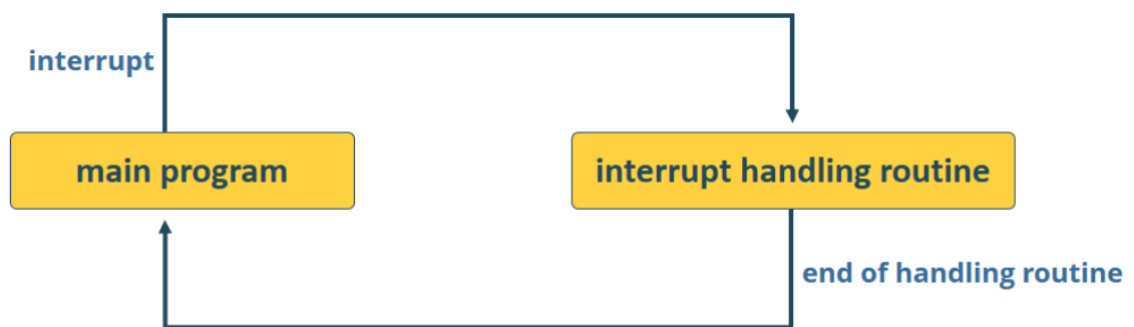 interrupt
main program
interrupt handling routine
end of handling routine